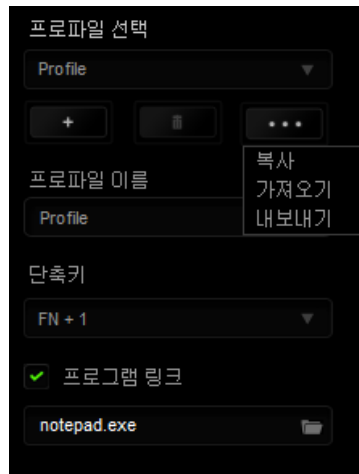 프로파일 선택
Profile
복사
가져오기
내보내기
프로파일 이름
Profile
단축키
FN + 1
프로그램 링크
notepad.exe